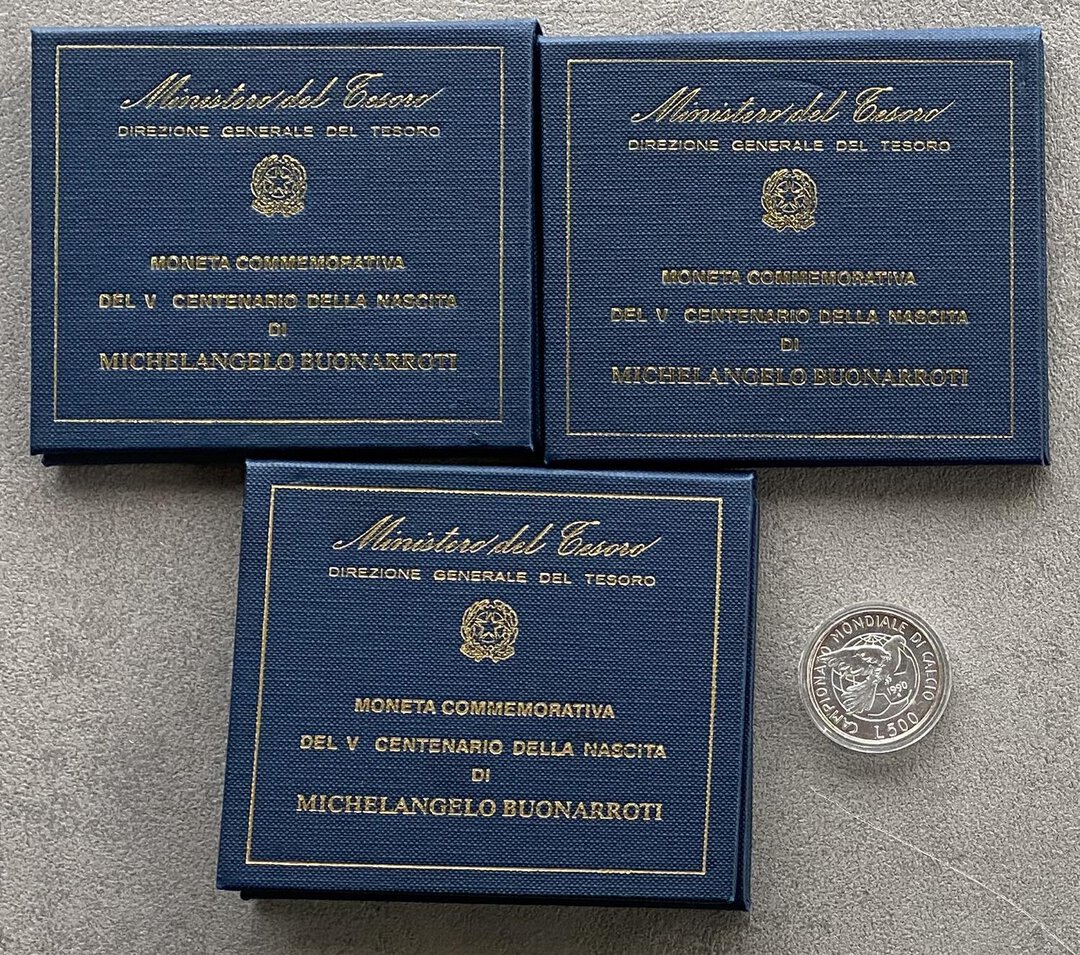 Ministero del Tesoro
DIREZIONE GENERALE DEL TESORO
MONETA COMMEMORATIVA
DEL V CENTENARIO DELLA NASCITA
DI
MICHELANGELO BUONARROTI
Ministero del Tesoro
DIREZIONE GENERALE DEL TESORO
MONETA COMMEMORATIVA
DEL V CENTENARIO DELLA NASCITA
DI
MICHELANGELO BUONARROTI
Ministero del Tesoro
DIREZIONE GENERALE DEL TESORO
MONETA COMMEMORATIVA
DEL V CENTENARIO DELLA NASCITA
DI
MICHELANGELO BUONARROTI
CAMPIONATO MONDIALE DI CALCIO
1990
L.500